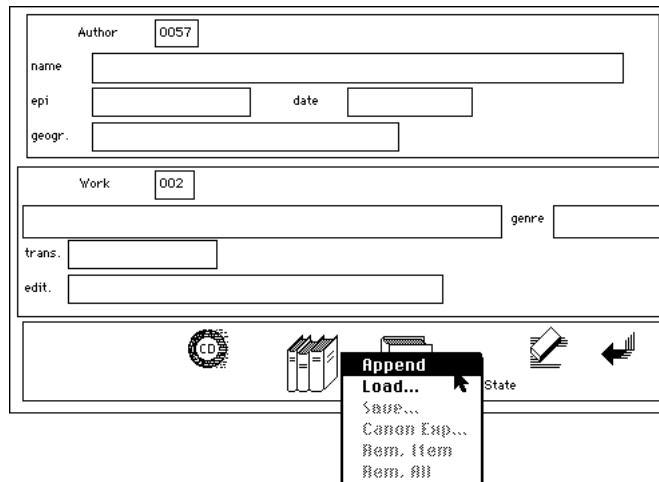 Author 0057
name
epi date
geogr.
Work 002
genre
trans.
edit.
CD
Append
Load...
State
Save...
Canon Exp...
Rem. Item
Rem. All